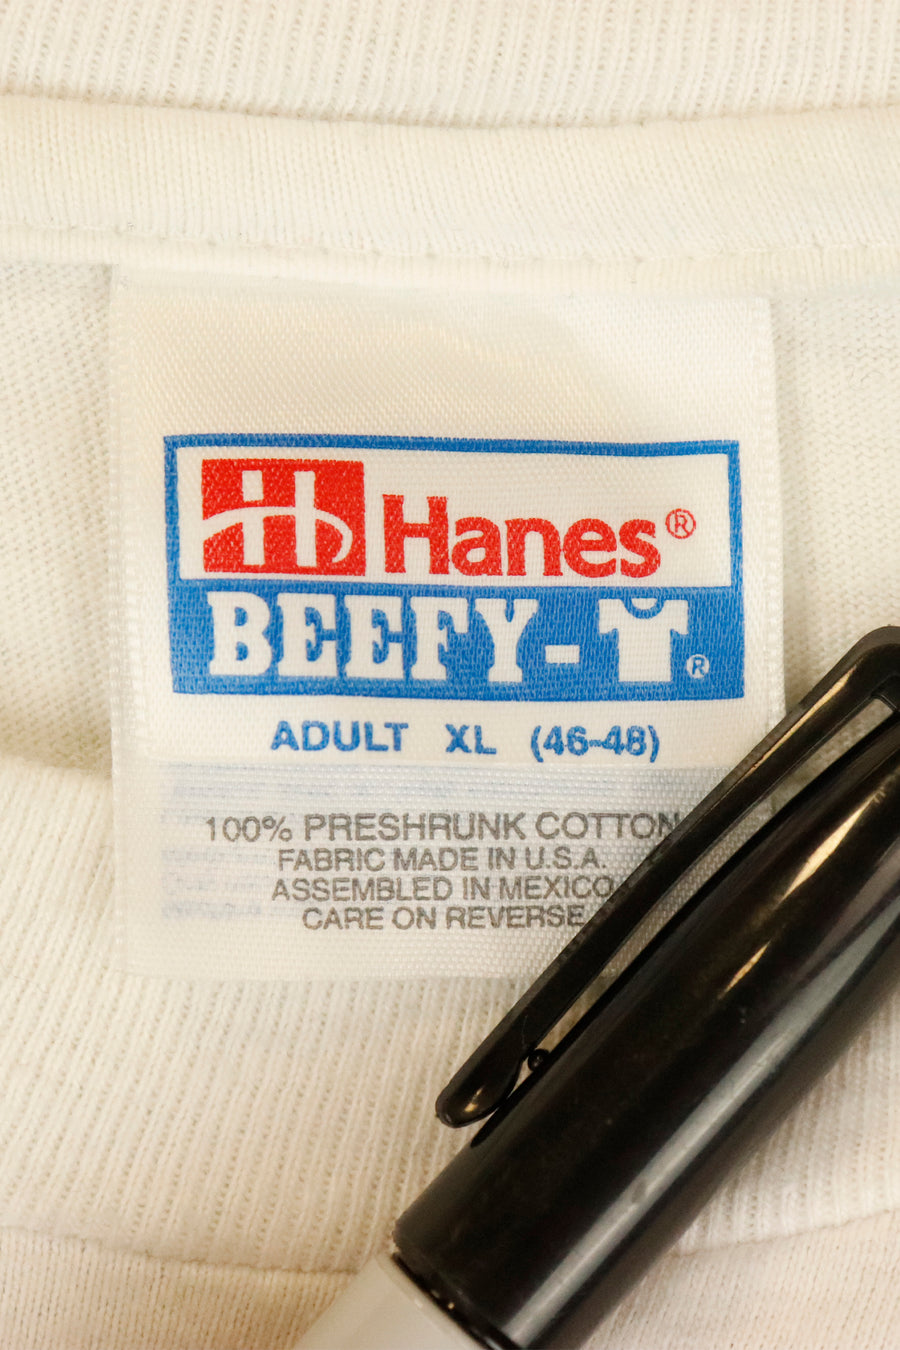 H Hanes®
BEEFY-T®
ADULT XL (46-48)
100% PRESHRUNK COTTON
FABRIC MADE IN U.S.A.
ASSEMBLED IN MEXICO
CARE ON REVERSE